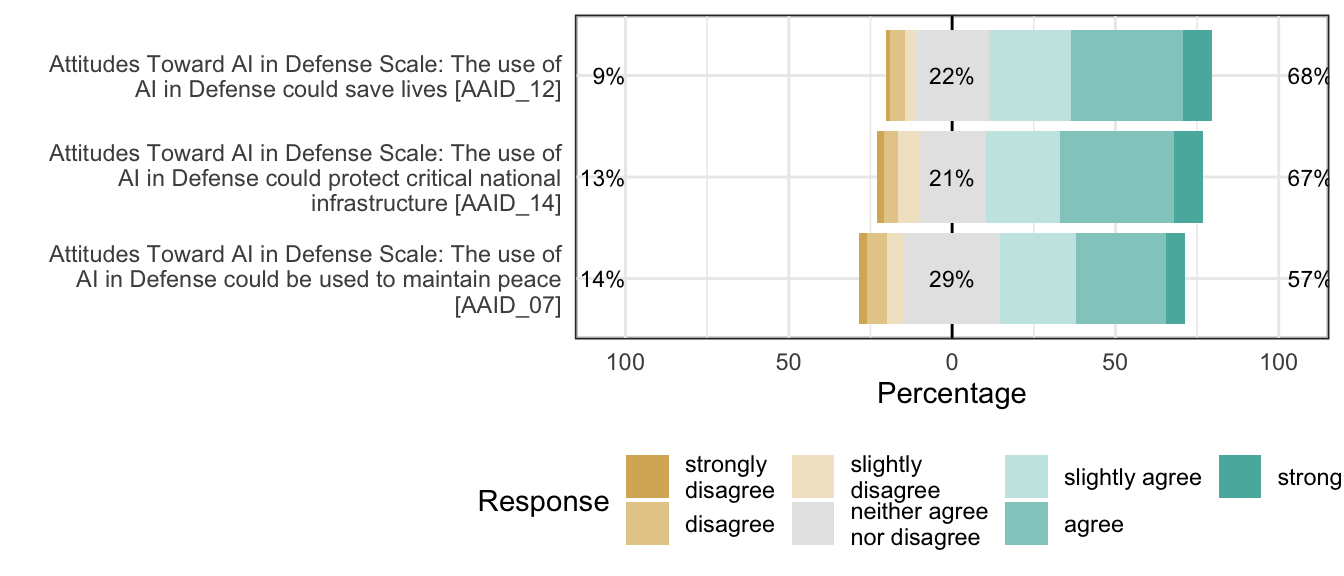 Attitudes Toward AI in Defense Scale: The use of
AI in Defense could save lives [AAID_12]
9%
22%
68%
Attitudes Toward AI in Defense Scale: The use of
AI in Defense could protect critical national
infrastructure [AAID_14]
13%
21%
67%
Attitudes Toward AI in Defense Scale: The use of
AI in Defense could be used to maintain peace
[AAID_07]
14%
29%
57%
100
50
0
50
100
Percentage
Response
strongly
disagree
disagree
slightly
disagree
neither agree
nor disagree
slightly agree
agree
strong